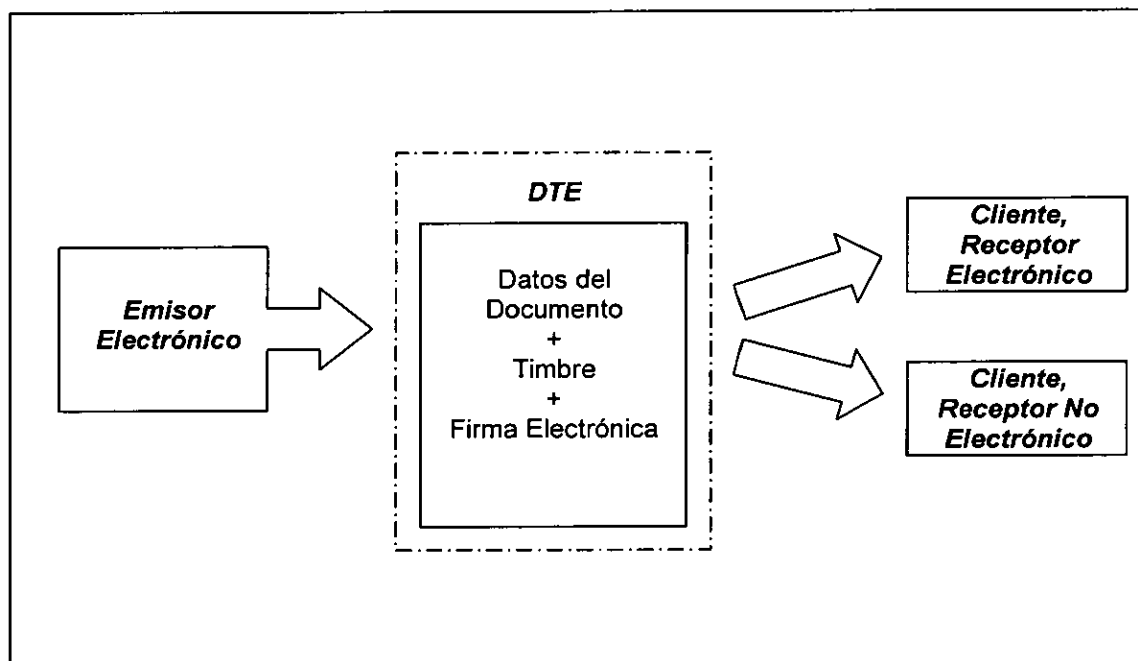 Emisor
Electrónico
DTE
Datos del
Documento
+
Timbre
+
Firma Electrónica
Cliente,
Receptor
Electrónico
Cliente,
Receptor No
Electrónico